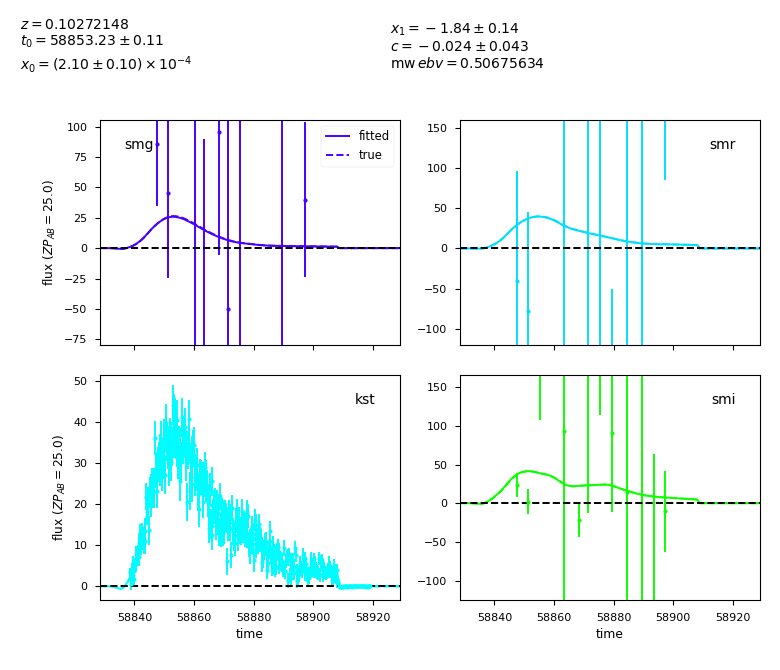 z = 0.10272148
t₀ = 58853.23 ± 0.11
x₀ = (2.10 ± 0.10) × 10⁻⁴
x₁ = −1.84 ± 0.14
c = −0.024 ± 0.043
mw ebv = 0.50675634
100
75
50
25
0
−25
−50
−75
flux (ZP_AB = 25.0)
smg
fitted
true
150
100
50
0
−50
−100
smr
50
40
30
20
10
0
flux (ZP_AB = 25.0)
kst
58840 58860 58880 58900 58920
time
150
100
50
0
−50
−100
smi
58840 58860 58880 58900 58920
time